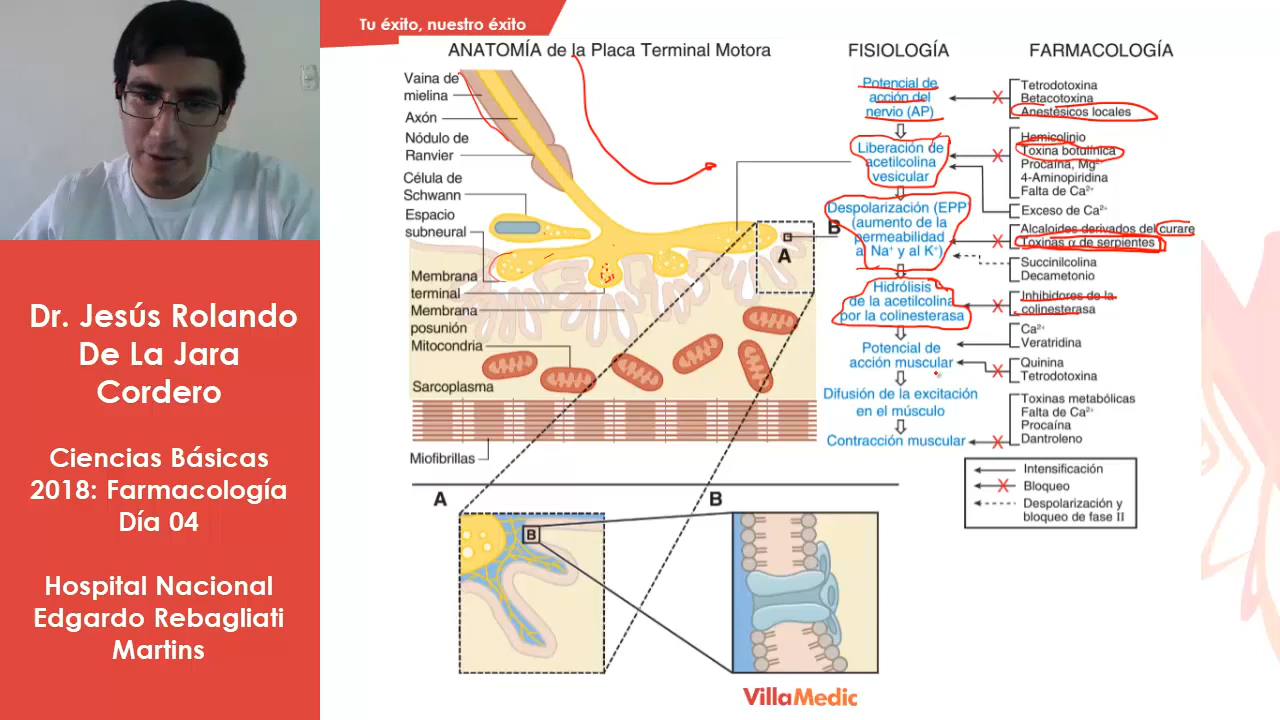 Tu éxito, nuestro éxito
Dr. Jesús Rolando
De La Jara
Cordero
Ciencias Básicas
2018: Farmacología
Día 04
Hospital Nacional
Edgardo Rebagliati
Martins
ANATOMÍA de la Placa Terminal Motora
Vaina de
mielina
Axón
Nódulo de
Ranvier
Célula de
Schwann
Espacio
subneural
Membrana
terminal
Membrana
posunión
Mitocondria
Sarcoplasma
Miofibrillas
A
B
FISIOLOGÍA
Potencial de
acción del
nervio (AP)
Liberación de
acetilcolina
vesicular
Despolarización (EPP)
(aumento de la
permeabilidad
a Na⁺ y al K⁺)
Hidrólisis
de la acetilcolina
por la colinesterasa
Potencial de
acción muscular
Difusión de la excitación
en el músculo
Contracción muscular
FARMACOLOGÍA
Tetrodotoxina
Betacotoxina
Anestésicos locales
Hemicolinio
Toxina botulínica
Procaína, Mg²⁺
4-Aminopiridina
Falta de Ca²⁺
Exceso de Ca²⁺
Alcaloides derivados del curare
Toxinas α de serpientes
Succinilcolina
Decametonio
Inhibidores de la
colinesterasa
Ca²⁺
Veratridina
Quinina
Tetrodotoxina
Toxinas metabólicas
Falta de Ca²⁺
Procaína
Dantroleno
Intensificación
Bloqueo
Despolarización y
bloqueo de fase II
A
B
B
VillaMedic